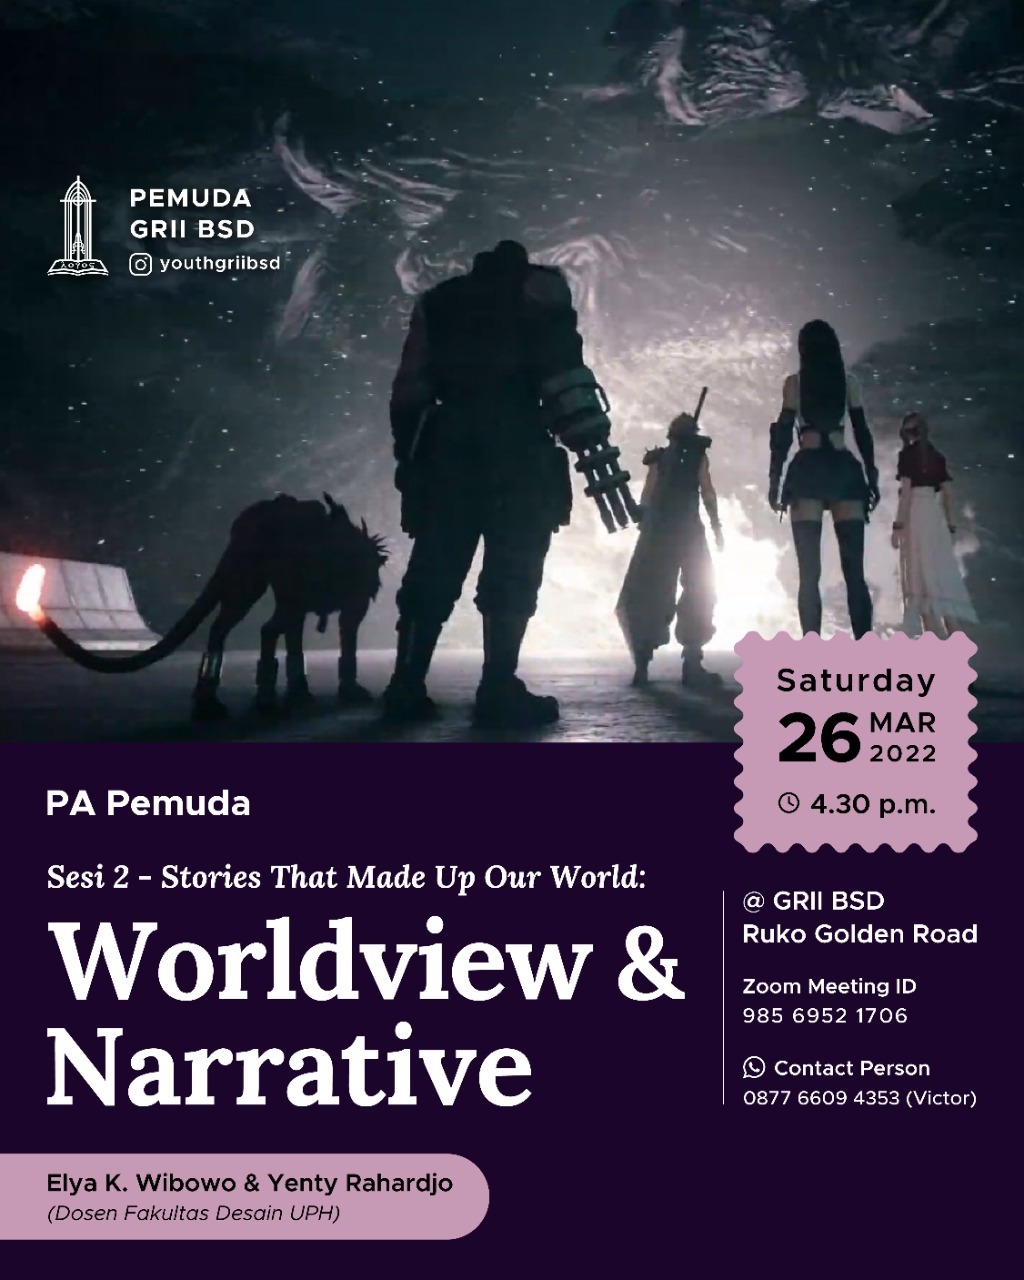 PEMUDA
GRII BSD
youthgriibsd
Saturday
26 MAR
2022
4.30 p.m.
PA Pemuda
Sesi 2 - Stories That Made Up Our World:
Worldview &
Narrative
@ GRII BSD
Ruko Golden Road
Zoom Meeting ID
985 6952 1706
Contact Person
0877 6609 4353 (Victor)
Elya K. Wibowo & Yenty Rahardjo
(Dosen Fakultas Desain UPH)